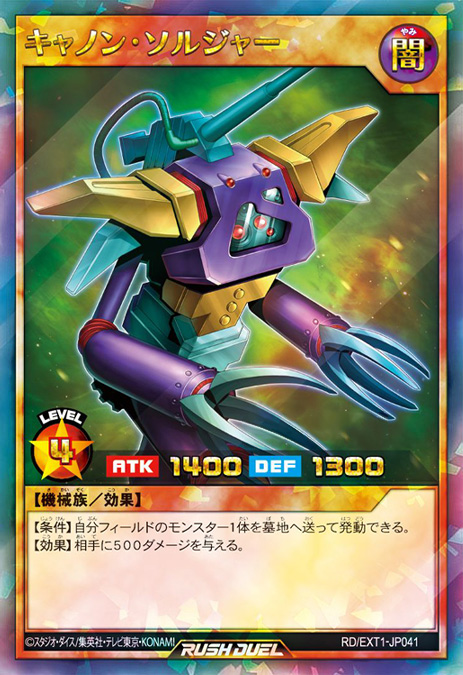 キャノン・ソルジャー
やみ
闇
LEVEL
4
ATK 1400 DEF 1300
【機械族／効果】
【条件】自分フィールドのモンスター1体を墓地へ送って発動できる。
【効果】相手に500ダメージを与える。
©スタジオ・ダイス/集英社・テレビ東京・KONAMI
RUSH DUEL
RD/EXT1-JP041